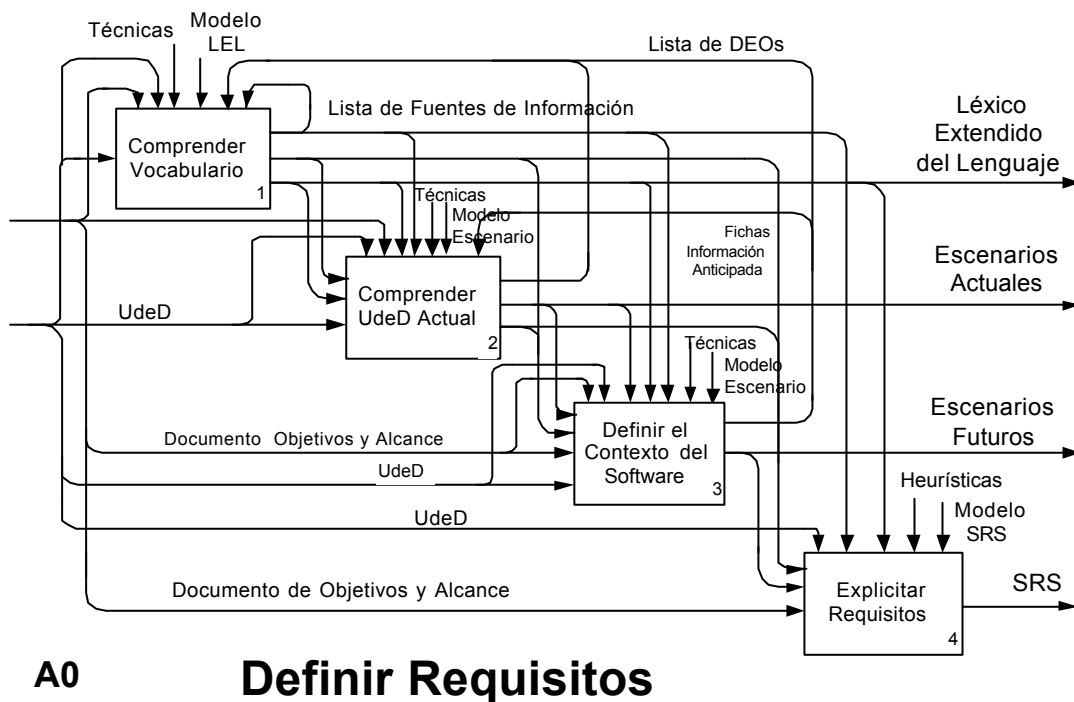 Técnicas
Modelo
LEL
Lista de DEOs
Lista de Fuentes de Información
Léxico
Extendido
del Lenguaje
Comprender
Vocabulario
1
Técnicas
Modelo
Escenario
Fichas
Información
Anticipada
Escenarios
Actuales
Comprender
UdeD Actual
2
UdeD
Técnicas
Modelo
Escenario
Documento Objetivos y Alcance
UdeD
Definir el
Contexto del
Software
3
Escenarios
Futuros
Heurísticas
Modelo
SRS
UdeD
Documento de Objetivos y Alcance
Explicitar
Requisitos
4
SRS
A0
Definir Requisitos